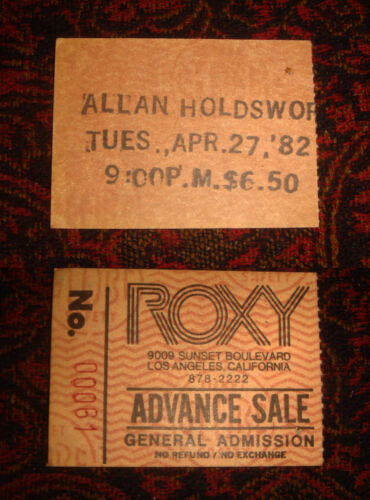 ALLAN HOLDSWOR
TUES.,APR.27,'82
9:00P.M.$6.50
ROXY
9009 SUNSET BOULEVARD
LOS ANGELES, CALIFORNIA
878-2222
ADVANCE SALE
GENERAL ADMISSION
NO REFUND / NO EXCHANGE
No. 00061